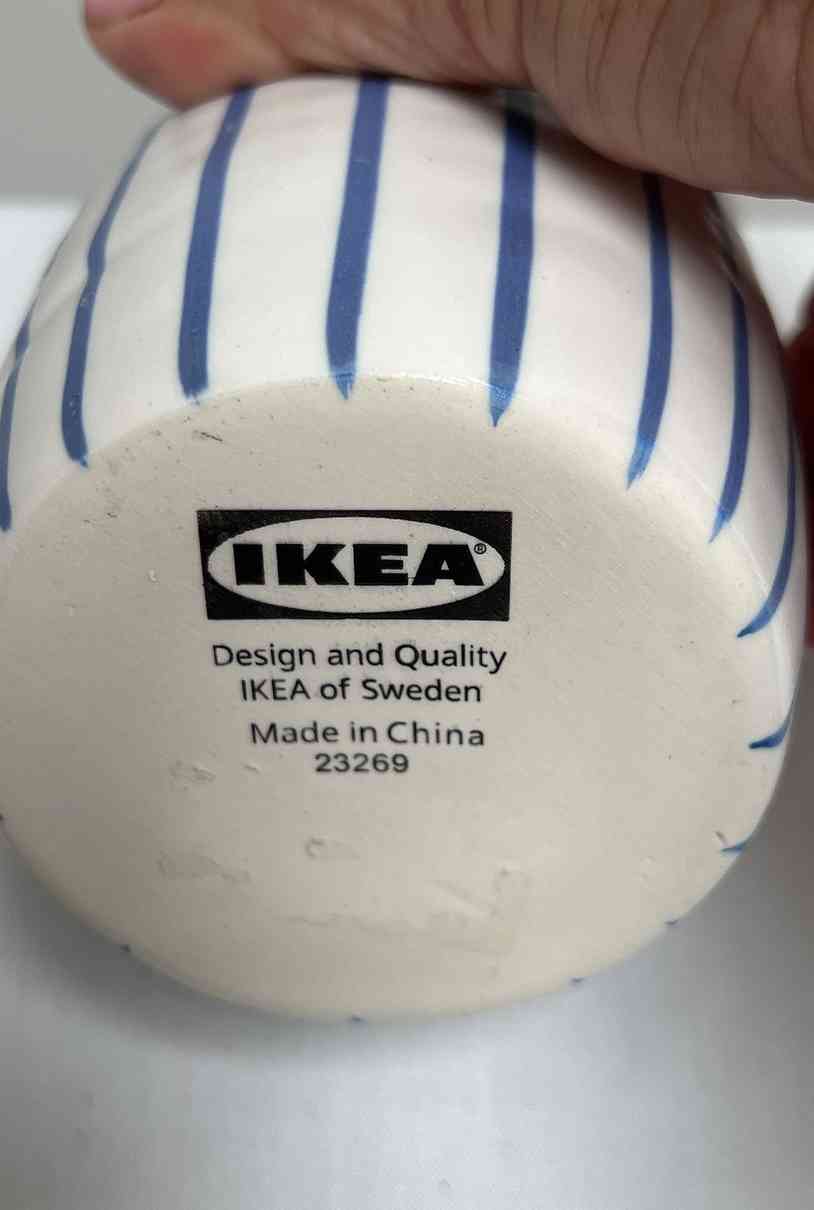 IKEA®
Design and Quality
IKEA of Sweden
Made in China
23269